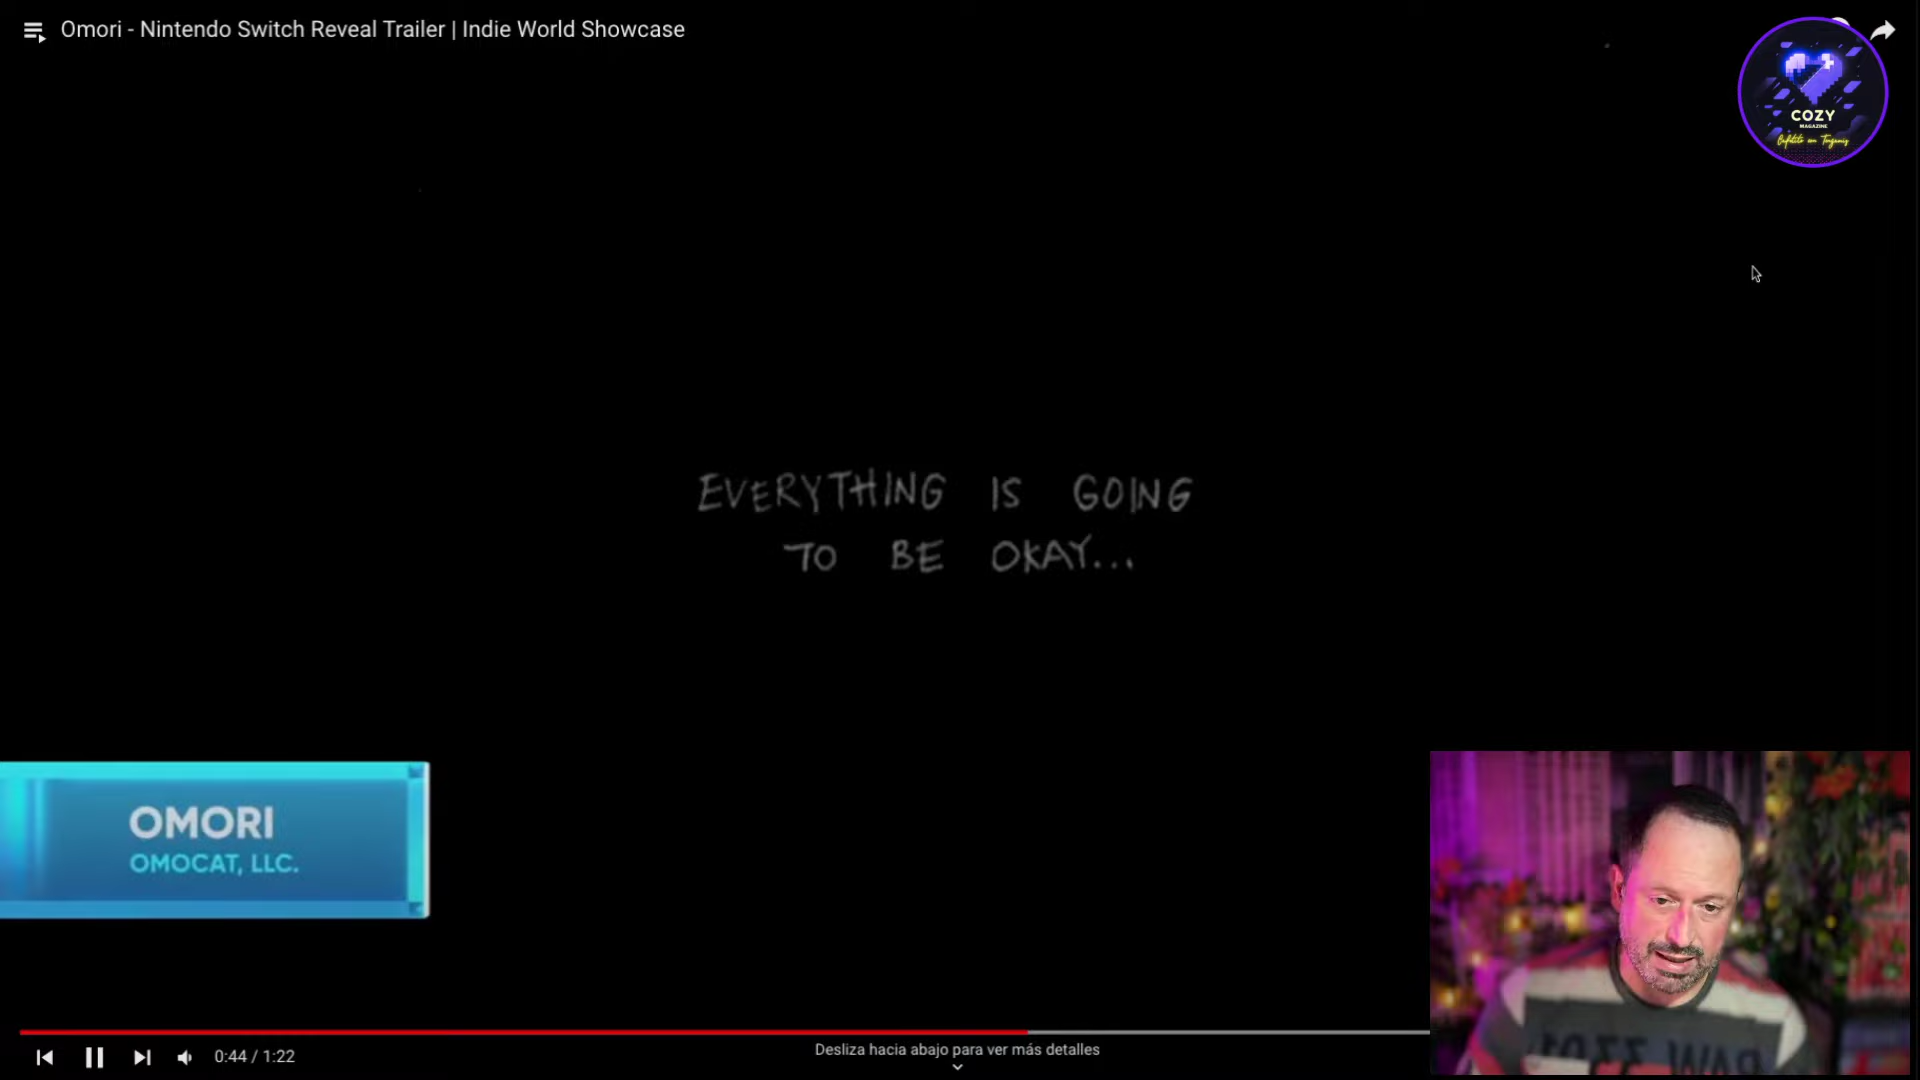 Omori - Nintendo Switch Reveal Trailer | Indie World Showcase
COZY
MAGAZINE
EVERYTHING IS GOING
TO BE OKAY...
OMORI
OMOCAT, LLC.
0:44 / 1:22
Desliza hacia abajo para ver más detalles